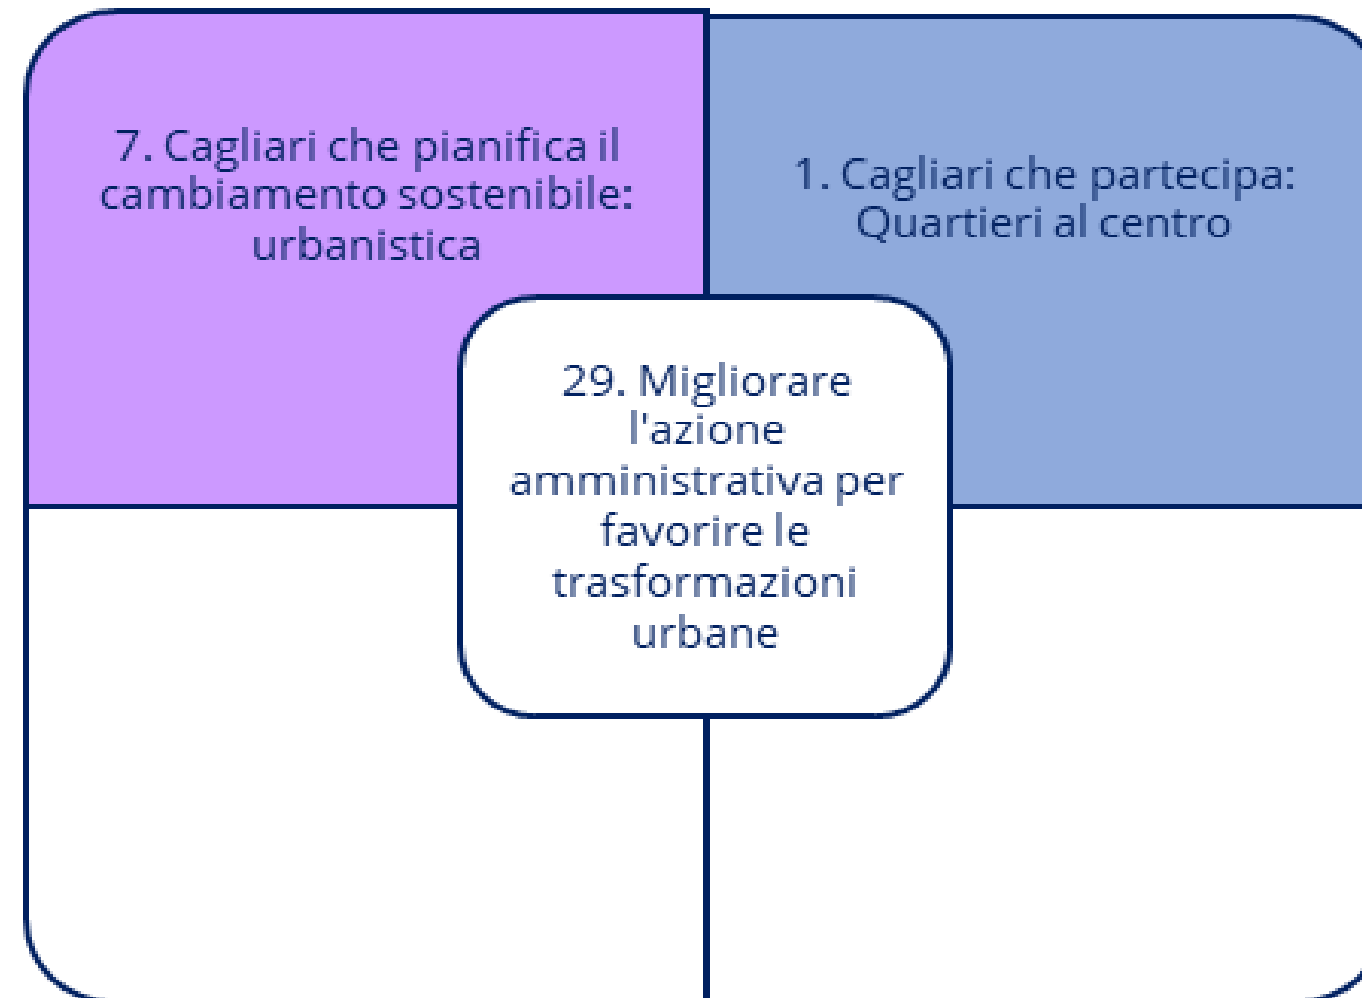 7. Cagliari che pianifica il
cambiamento sostenibile:
urbanistica
1. Cagliari che partecipa:
Quartieri al centro
29. Migliorare
l'azione
amministrativa per
favorire le
trasformazioni
urbane